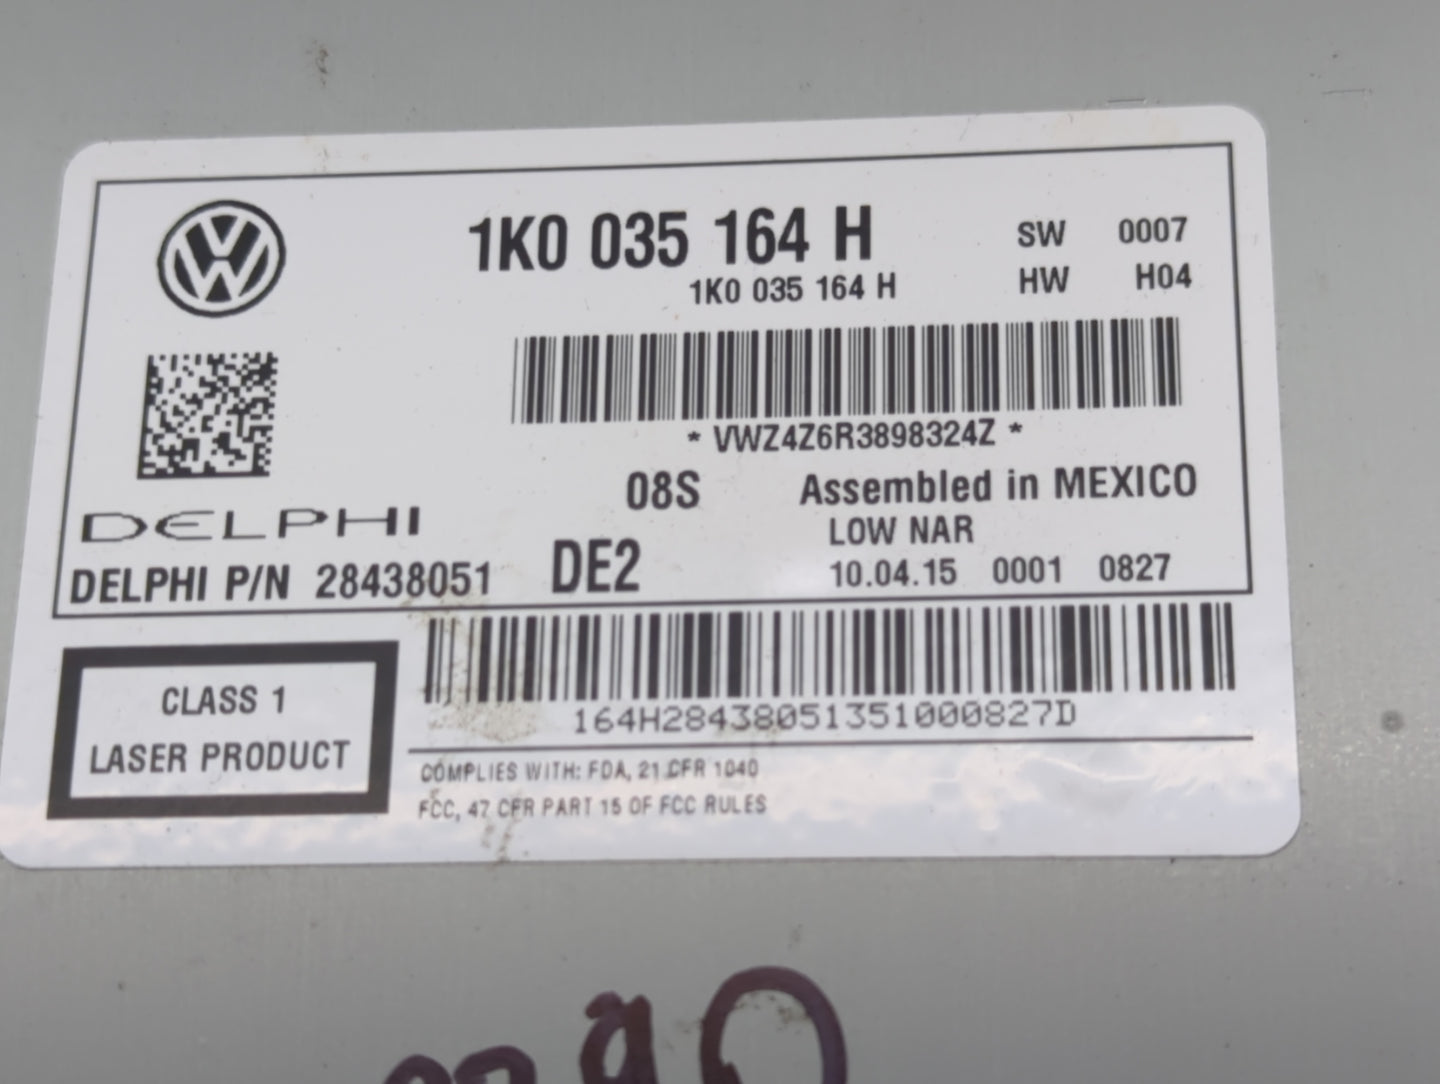 1K0 035 164 H
SW 0007
1K0 035 164 H
HW H04
* VWZ4Z6R3898324Z *
08S
Assembled in MEXICO
DELPHI
LOW NAR
DELPHI P/N 28438051
DE2
10.04.15 0001 0827
164H28438051351000827D
CLASS 1
LASER PRODUCT
COMPLIES WITH: FDA, 21 CFR 1040
FCC, 47 CFR PART 15 OF FCC RULES